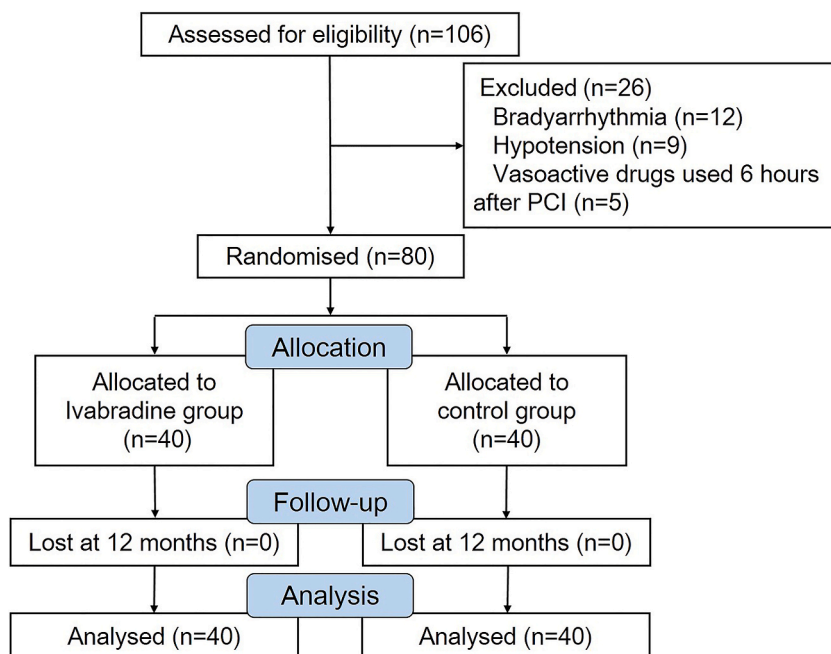 Assessed for eligibility (n=106)
Excluded (n=26)
Bradyarrhythmia (n=12)
Hypotension (n=9)
Vasoactive drugs used 6 hours
after PCI (n=5)
Randomised (n=80)
Allocation
Allocated to
Ivabradine group
(n=40)
Allocated to
control group
(n=40)
Follow-up
Lost at 12 months (n=0)
Lost at 12 months (n=0)
Analysis
Analysed (n=40)
Analysed (n=40)